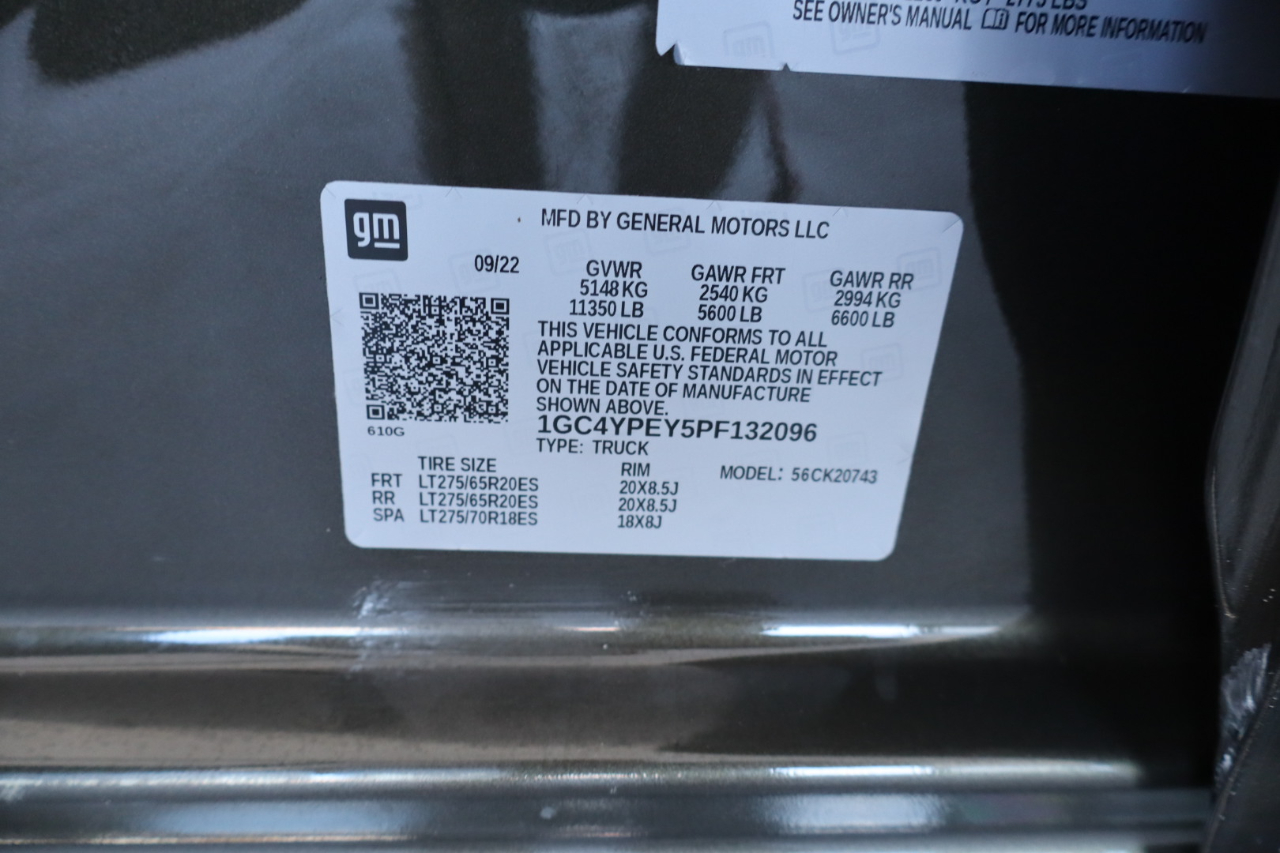 2775 LBS
SEE OWNER'S MANUAL FOR MORE INFORMATION
gm
MFD BY GENERAL MOTORS LLC
09/22 GVWR GAWR FRT GAWR RR
5148 KG 2540 KG 2994 KG
11350 LB 5600 LB 6600 LB
THIS VEHICLE CONFORMS TO ALL
APPLICABLE U.S. FEDERAL MOTOR
VEHICLE SAFETY STANDARDS IN EFFECT
ON THE DATE OF MANUFACTURE
SHOWN ABOVE.
610G
1GC4YPEY5PF132096
TYPE: TRUCK
TIRE SIZE RIM MODEL: 56CK20743
FRT LT275/65R20ES 20X8.5J
RR LT275/65R20ES 20X8.5J
SPA LT275/70R18ES 18X8J